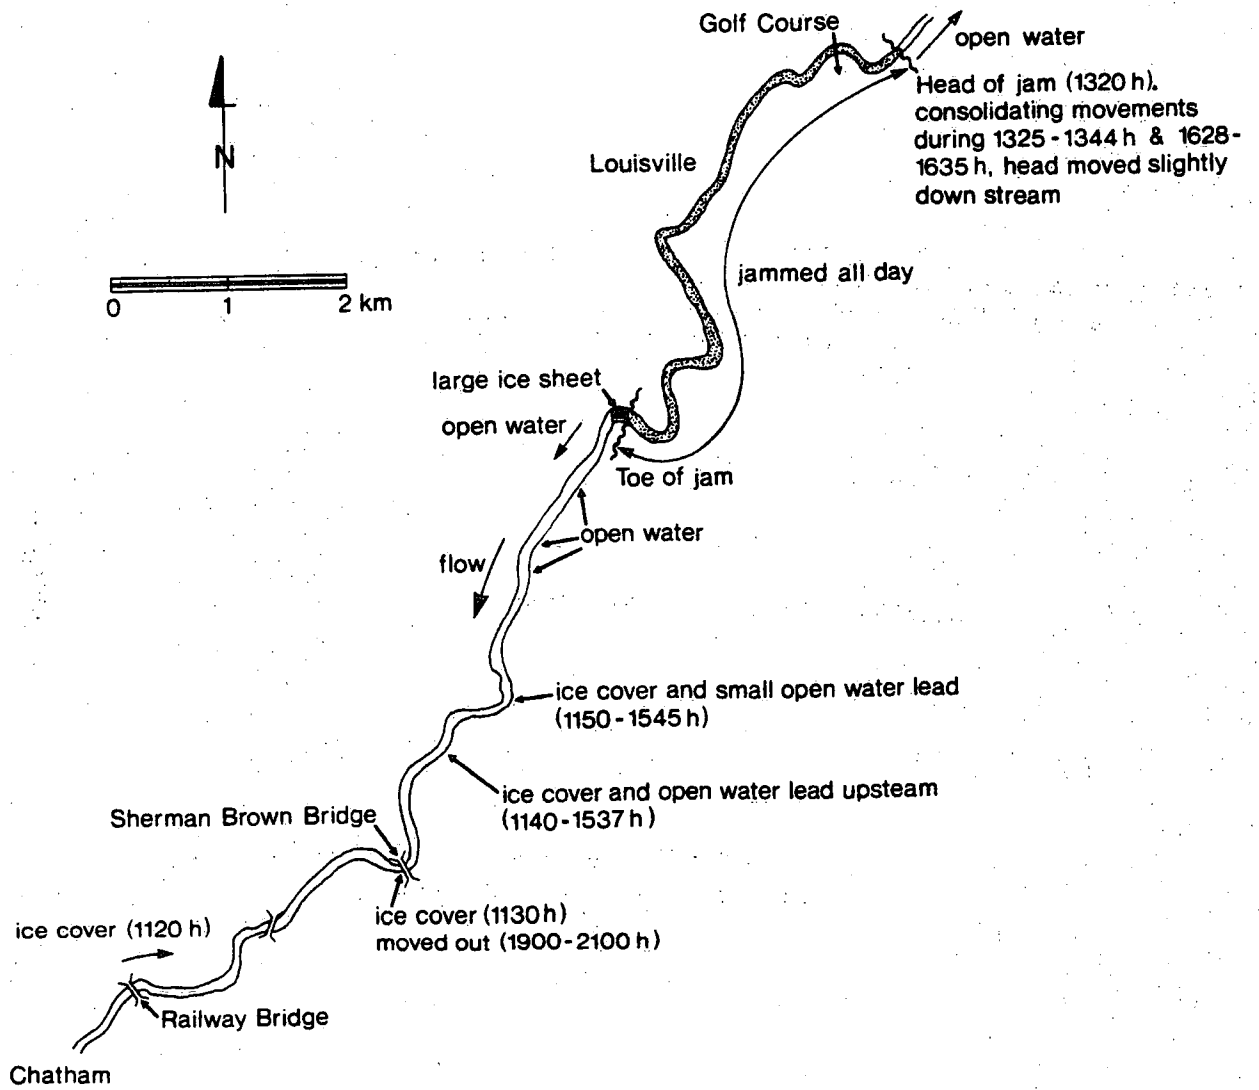 Golf Course
open water
Head of jam (1320 h).
consolidating movements
during 1325 - 1344 h & 1628-
1635 h, head moved slightly
down stream
N
Louisville
jammed all day
0 1 2 km
large ice sheet
open water
Toe of jam
open water
flow
ice cover and small open water lead
(1150 - 1545 h)
ice cover and open water lead upsteam
(1140 - 1537 h)
Sherman Brown Bridge
ice cover (1130 h)
moved out (1900 - 2100 h)
ice cover (1120 h)
Railway Bridge
Chatham